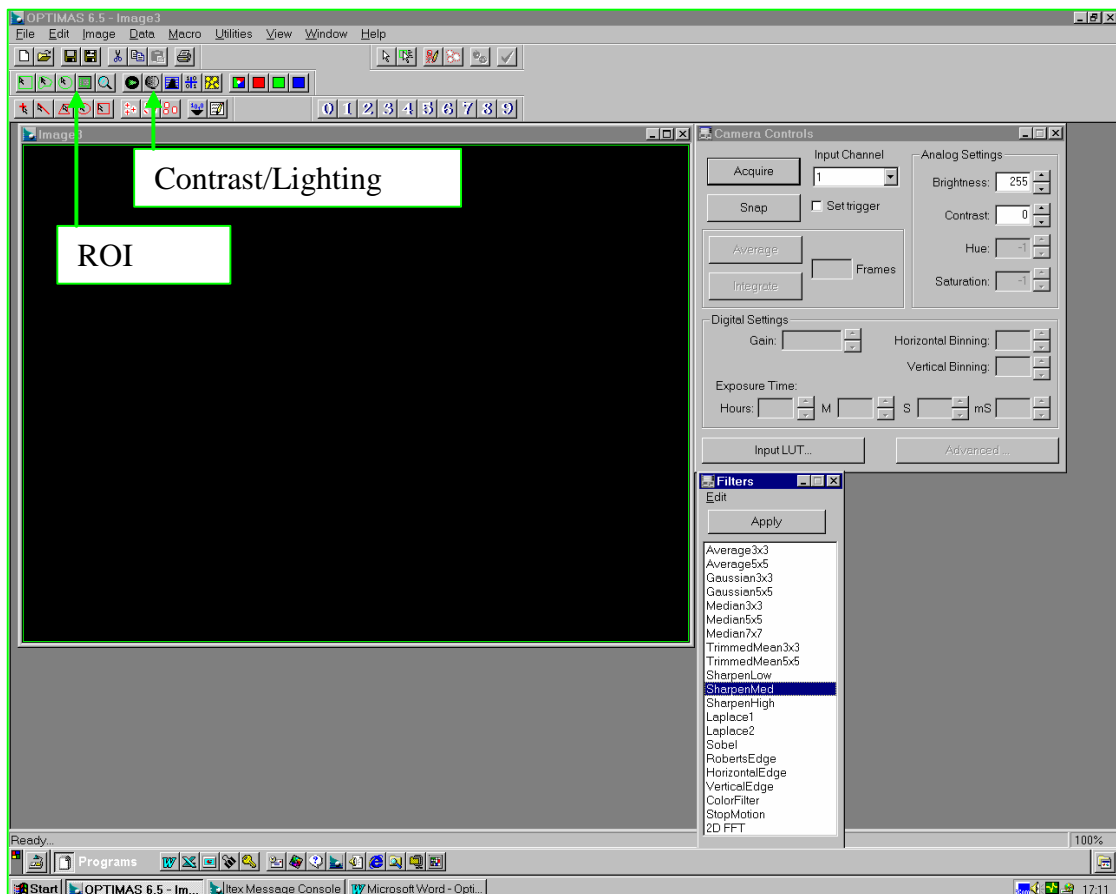 OPTIMAS 6.5 - Image3
File Edit Image Data Macro Utilities View Window Help
0 1 2 3 4 5 6 7 8 9
Image3
Contrast/Lighting
ROI
Camera Controls
Acquire
Input Channel
1
Snap
Set trigger
Analog Settings
Brightness: 255
Contrast: 0
Hue: -1
Saturation: -1
Average
Frames
Integrate
Digital Settings
Gain:
Horizontal Binning:
Vertical Binning:
Exposure Time:
Hours: M S mS
Input LUT...
Advanced ...
Filters
Edit
Apply
Average3x3
Average5x5
Gaussian3x3
Gaussian5x5
Median3x3
Median5x5
Median7x7
TrimmedMean3x3
TrimmedMean5x5
SharpenLow
SharpenMed
SharpenHigh
Laplace1
Laplace2
Sobel
RobertsEdge
HorizontalEdge
VerticalEdge
ColorFilter
StopMotion
2D FFT
Ready...
100%
Programs
Start OPTIMAS 6.5 - Im... Itex Message Console Microsoft Word - Opti... 17:11